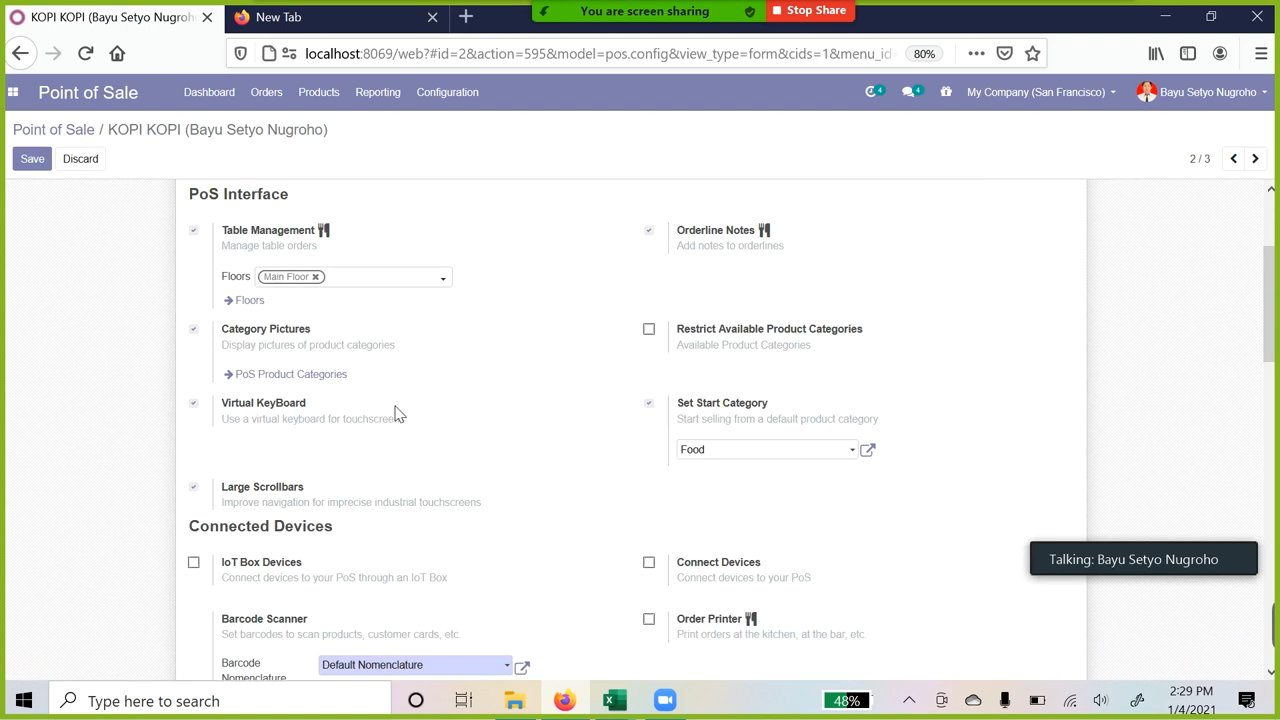 KOPI KOPI (Bayu Setyo Nugroh
New Tab
You are screen sharing
Stop Share
localhost:8069/web?#id=2&action=595&model=pos.config&view_type=form&cids=1&menu_id
80%
Point of Sale
Dashboard
Orders
Products
Reporting
Configuration
4
4
My Company (San Francisco)
Bayu Setyo Nugroho
Point of Sale / KOPI KOPI (Bayu Setyo Nugroho)
Save
Discard
2 / 3
PoS Interface
Table Management
Manage table orders
Floors
Main Floor
Floors
Orderline Notes
Add notes to orderlines
Category Pictures
Display pictures of product categories
PoS Product Categories
Restrict Available Product Categories
Available Product Categories
Virtual KeyBoard
Use a virtual keyboard for touchscree
Set Start Category
Start selling from a default product category
Food
Large Scrollbars
Improve navigation for imprecise industrial touchscreens
Connected Devices
IoT Box Devices
Connect devices to your PoS through an IoT Box
Connect Devices
Connect devices to your PoS
Talking: Bayu Setyo Nugroho
Barcode Scanner
Set barcodes to scan products, customer cards, etc.
Order Printer
Print orders at the kitchen, at the bar, etc.
Barcode
Nomenclature
Default Nomenclature
Type here to search
48%
2:29 PM
1/4/2021